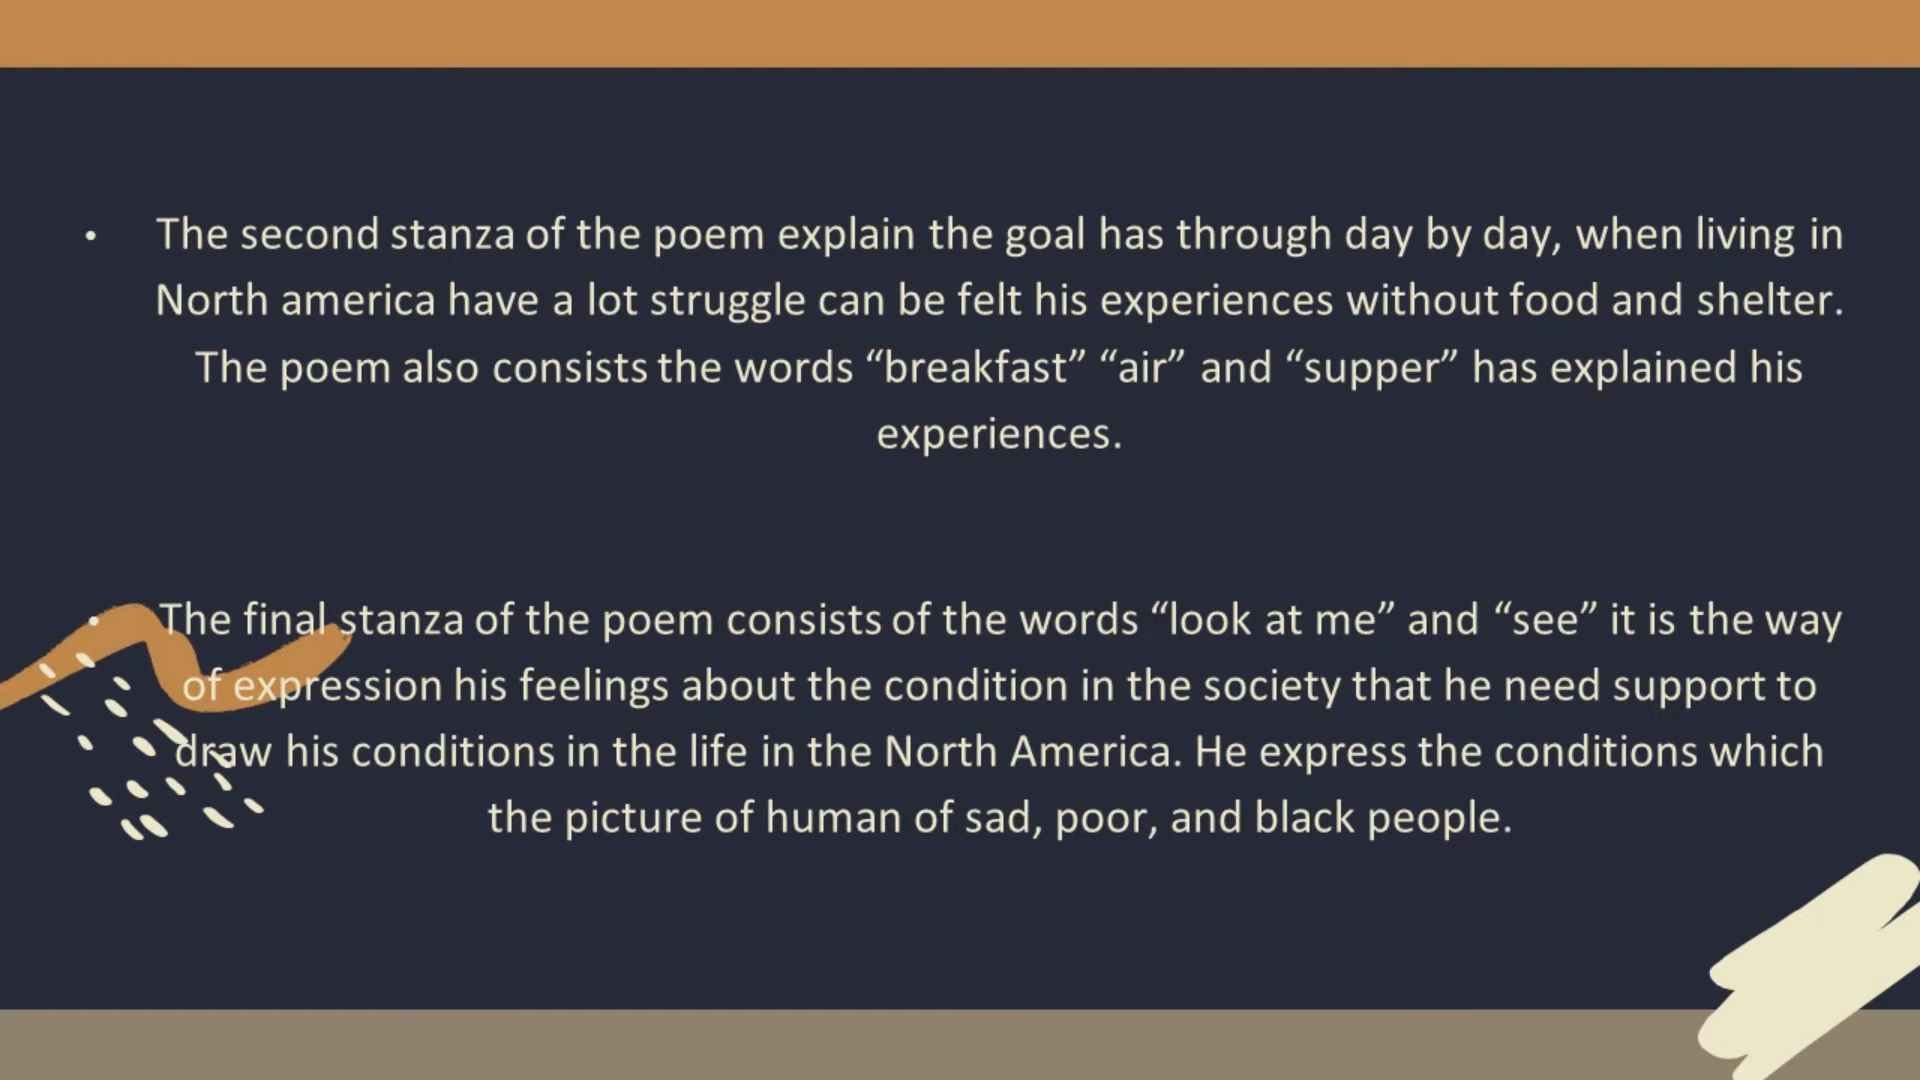 • The second stanza of the poem explain the goal has through day by day, when living in
North america have a lot struggle can be felt his experiences without food and shelter.
The poem also consists the words “breakfast” “air” and “supper” has explained his
experiences.
• The final stanza of the poem consists of the words “look at me” and “see” it is the way
of expression his feelings about the condition in the society that he need support to
draw his conditions in the life in the North America. He express the conditions which
the picture of human of sad, poor, and black people.